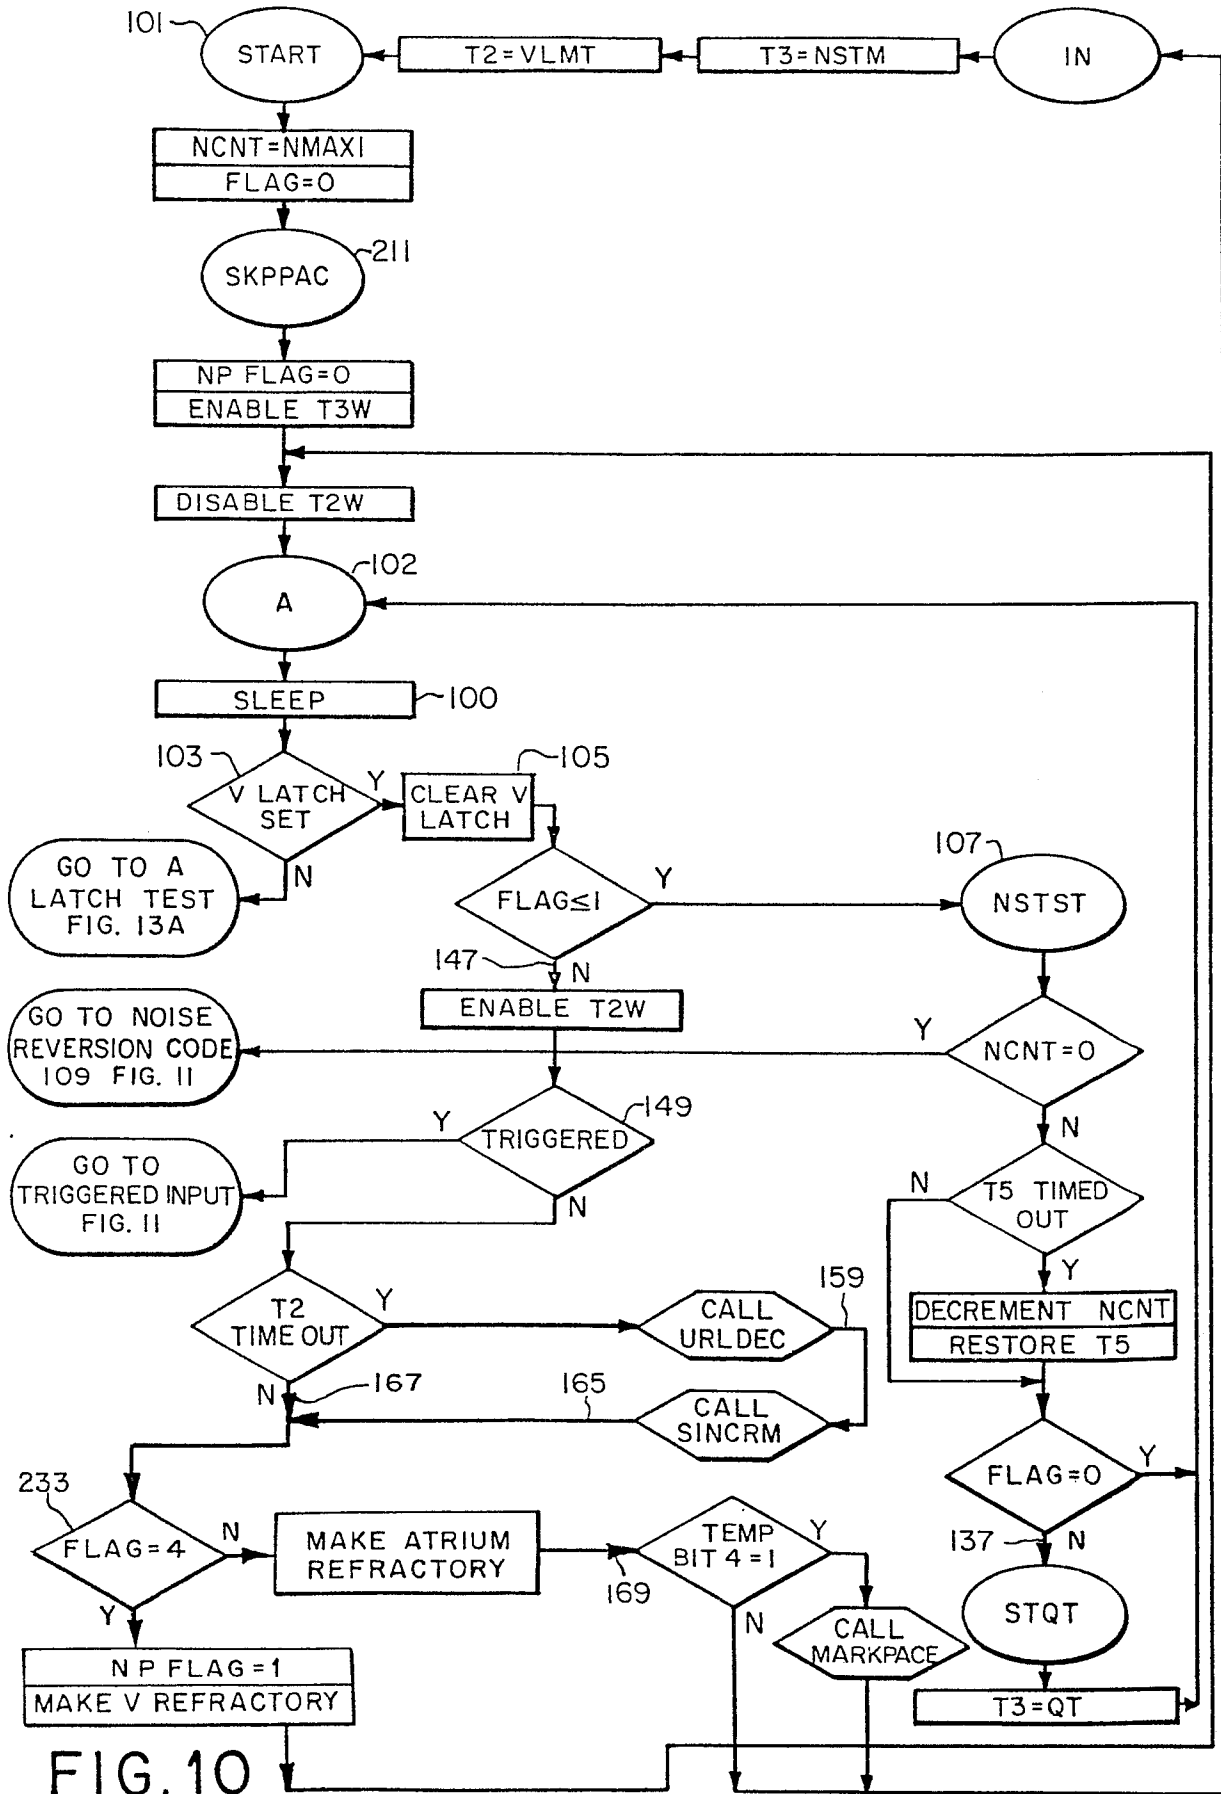 101
START
T2=VLMT
T3=NSTM
IN
NCNT=NMAXI
FLAG=0
SKPPAC
211
NP FLAG=0
ENABLE T3W
DISABLE T2W
A
102
SLEEP
100
103
V LATCH
SET
Y
N
105
CLEAR V
LATCH
GO TO A
LATCH TEST
FIG. 13A
FLAG≤1
Y
107
NSTST
147
N
ENABLE T2W
GO TO NOISE
REVERSION CODE
109 FIG. 11
Y
NCNT=0
N
149
TRIGGERED
Y
N
GO TO
TRIGGERED INPUT
FIG. 11
N
T5 TIMED
OUT
Y
T2
TIME OUT
Y
CALL
URLDEC
159
DECREMENT NCNT
RESTORE T5
N
167
165
CALL
SINCRM
FLAG=0
Y
137
N
233
FLAG=4
N
Y
MAKE ATRIUM
REFRACTORY
169
TEMP
BIT 4=1
Y
N
STQT
CALL
MARKPACE
NP FLAG=1
MAKE V REFRACTORY
T3=QT
FIG. 10